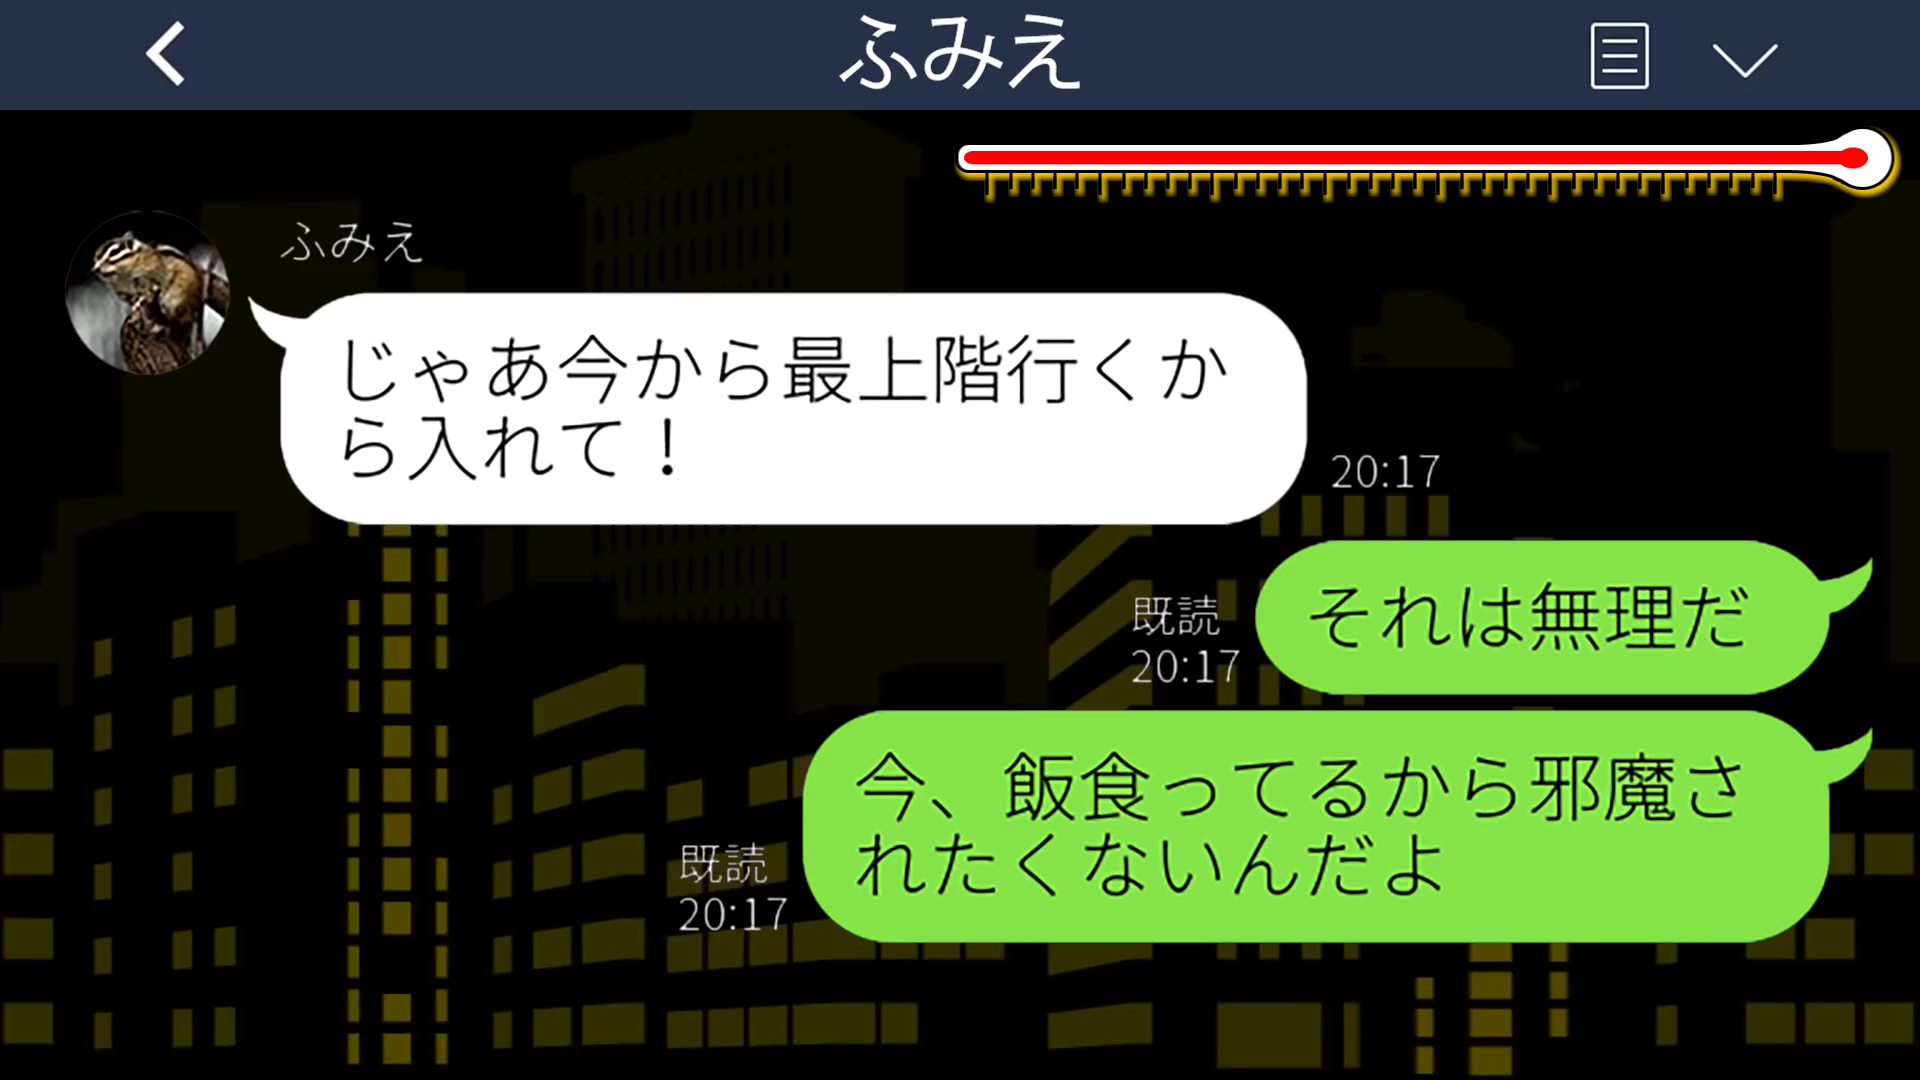 ふみえ
ふみえ
じゃあ今から最上階行くか
ら入れて！
20:17
それは無理だ
既読
20:17
今、飯食ってるから邪魔さ
れたくないんだよ
既読
20:17